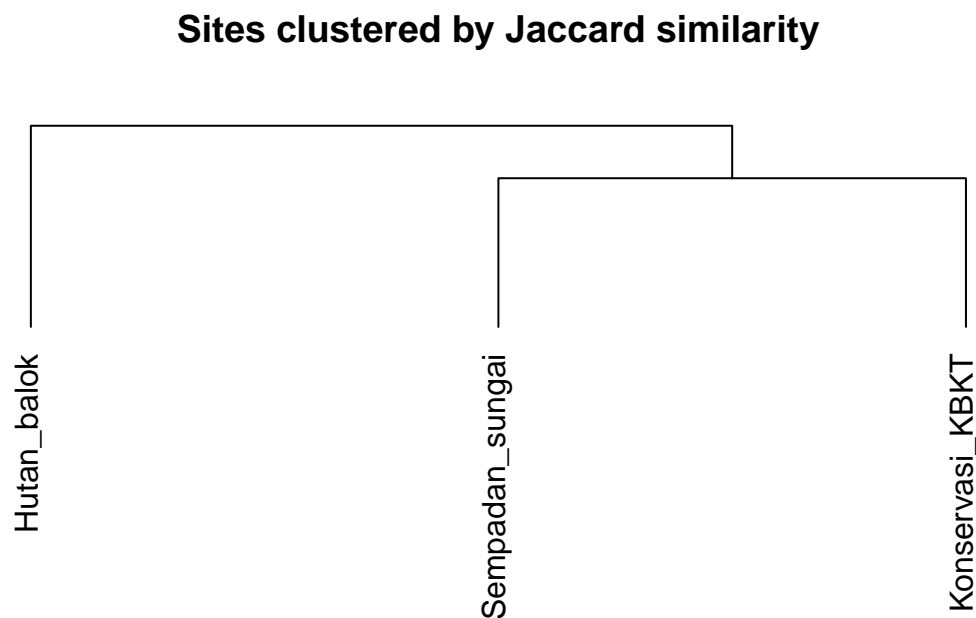 Sites clustered by Jaccard similarity
Hutan_balok
Sempadan_sungai
Konservasi_KBKT